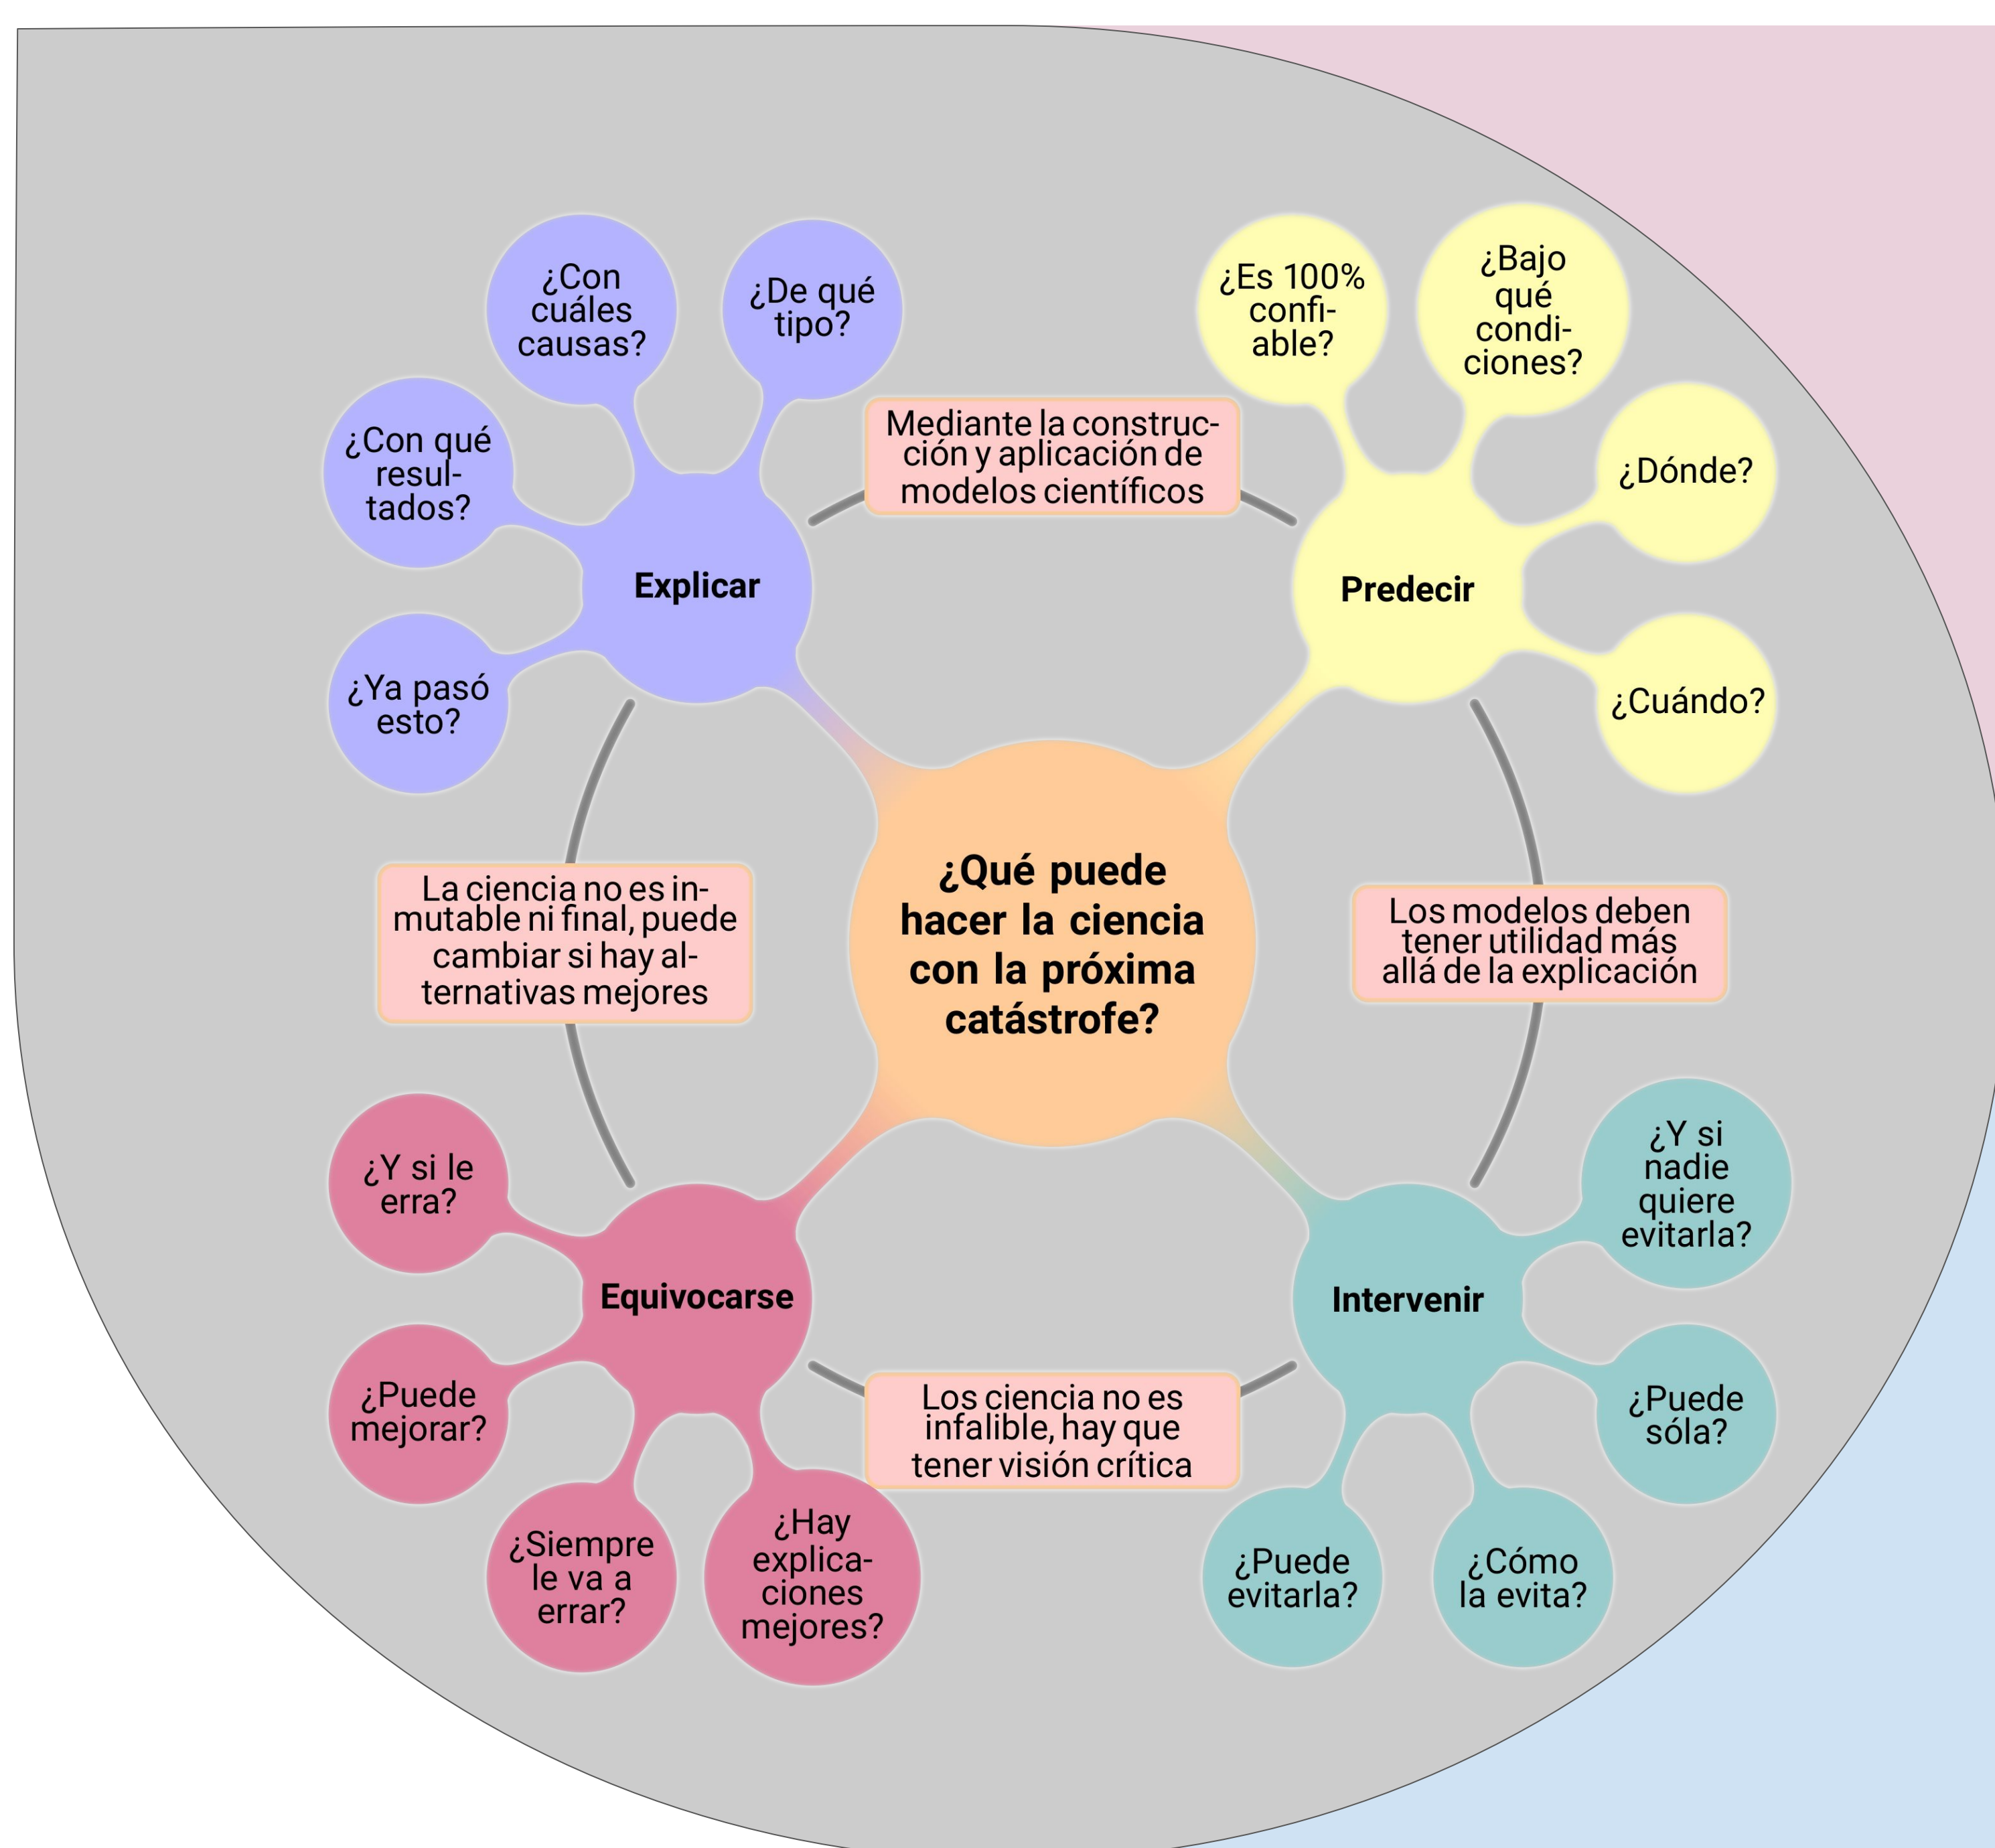 ¿Con
cuáles
causas?
¿De qué
tipo?
¿Con qué
resul-
tados?
¿Ya pasó
esto?
Explicar
Mediante la construc-
ción y aplicación de
modelos científicos
¿Es 100%
confi-
able?
¿Bajo
qué
condi-
ciones?
¿Dónde?
¿Cuándo?
Predecir
La ciencia no es in-
mutable ni final, puede
cambiar si hay al-
ternativas mejores
¿Qué puede
hacer la ciencia
con la próxima
catástrofe?
Los modelos deben
tener utilidad más
allá de la explicación
¿Y si le
erra?
¿Puede
mejorar?
¿Siempre
le va a
errar?
¿Hay
explica-
ciones
mejores?
Equivocarse
Los ciencia no es
infalible, hay que
tener visión crítica
Intervenir
¿Y si
nadie
quiere
evitarla?
¿Puede
sóla?
¿Puede
evitarla?
¿Cómo
la evita?